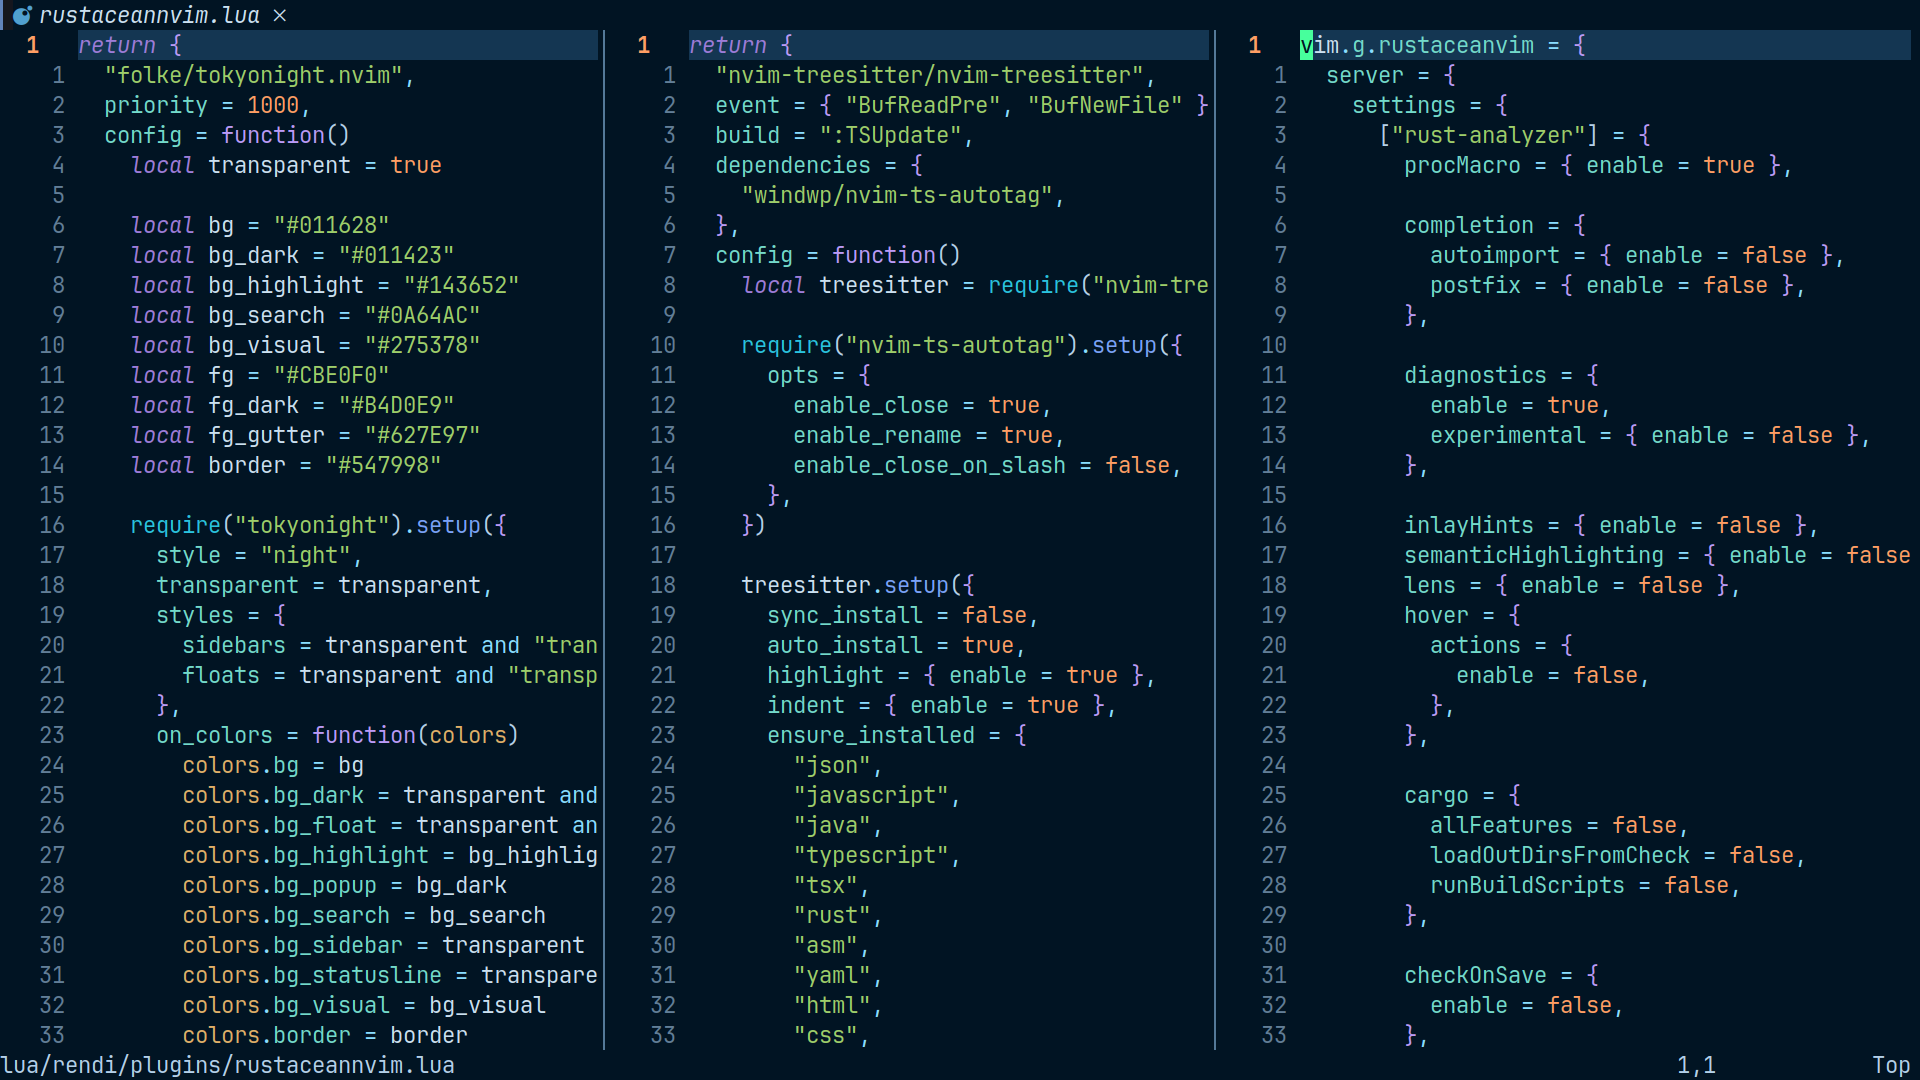 rustaceannvim.lua ×
1 return {
1 "folke/tokyonight.nvim",
2 priority = 1000,
3 config = function()
4 local transparent = true
5
6 local bg = "#011628"
7 local bg_dark = "#011423"
8 local bg_highlight = "#143652"
9 local bg_search = "#0A64AC"
10 local bg_visual = "#275378"
11 local fg = "#CBE0F0"
12 local fg_dark = "#B4D0E9"
13 local fg_gutter = "#627E97"
14 local border = "#547998"
15
16 require("tokyonight").setup({
17 style = "night",
18 transparent = transparent,
19 styles = {
20 sidebars = transparent and "tran
21 floats = transparent and "transp
22 },
23 on_colors = function(colors)
24 colors.bg = bg
25 colors.bg_dark = transparent and
26 colors.bg_float = transparent an
27 colors.bg_highlight = bg_highlig
28 colors.bg_popup = bg_dark
29 colors.bg_search = bg_search
30 colors.bg_sidebar = transparent
31 colors.bg_statusline = transpare
32 colors.bg_visual = bg_visual
33 colors.border = border
1 return {
1 "nvim-treesitter/nvim-treesitter",
2 event = { "BufReadPre", "BufNewFile" }
3 build = ":TSUpdate",
4 dependencies = {
5 "windwp/nvim-ts-autotag",
6 },
7 config = function()
8 local treesitter = require("nvim-tre
9
10 require("nvim-ts-autotag").setup({
11 opts = {
12 enable_close = true,
13 enable_rename = true,
14 enable_close_on_slash = false,
15 },
16 })
17
18 treesitter.setup({
19 sync_install = false,
20 auto_install = true,
21 highlight = { enable = true },
22 indent = { enable = true },
23 ensure_installed = {
24 "json",
25 "javascript",
26 "java",
27 "typescript",
28 "tsx",
29 "rust",
30 "asm",
31 "yaml",
32 "html",
33 "css",
1 vim.g.rustaceanvim = {
1 server = {
2 settings = {
3 ["rust-analyzer"] = {
4 procMacro = { enable = true },
5
6 completion = {
7 autoimport = { enable = false },
8 postfix = { enable = false },
9 },
10
11 diagnostics = {
12 enable = true,
13 experimental = { enable = false },
14 },
15
16 inlayHints = { enable = false },
17 semanticHighlighting = { enable = false
18 lens = { enable = false },
19 hover = {
20 actions = {
21 enable = false,
22 },
23 },
24
25 cargo = {
26 allFeatures = false,
27 loadOutDirsFromCheck = false,
28 runBuildScripts = false,
29 },
30
31 checkOnSave = {
32 enable = false,
33 },
lua/rendi/plugins/rustaceannvim.lua 1,1 Top